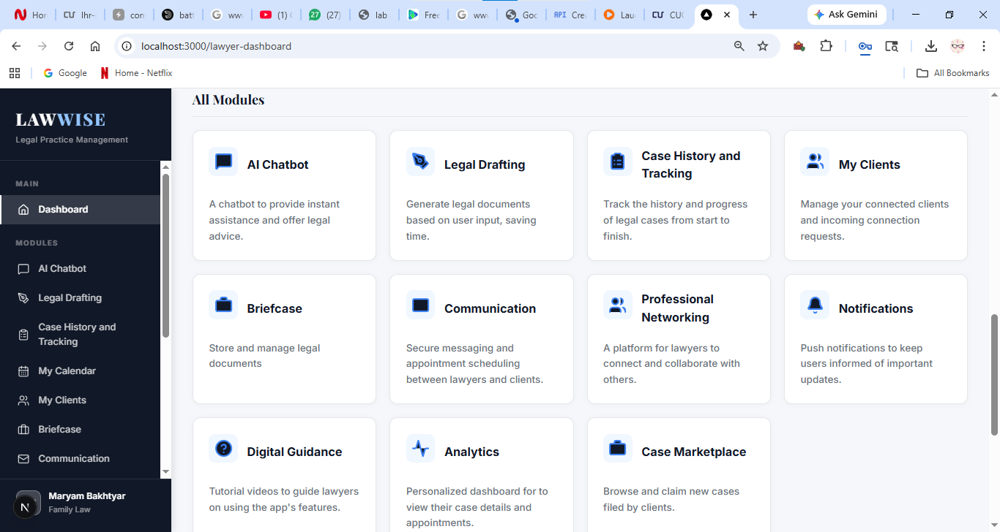 Hor
lhr-
con
bat
www
(1) (
27
(27)
lab
Free
www
Goo
API
Crea
Lau
CUO
Ask Gemini
localhost:3000/lawyer-dashboard
Google
Home - Netflix
All Bookmarks
LAWWISE
Legal Practice Management
MAIN
Dashboard
MODULES
AI Chatbot
Legal Drafting
Case History and
Tracking
My Calendar
My Clients
Briefcase
Communication
N
Maryam Bakhtyar
Family Law
All Modules
AI Chatbot
A chatbot to provide instant
assistance and offer legal
advice.
Legal Drafting
Generate legal documents
based on user input, saving
time.
Case History and
Tracking
Track the history and progress
of legal cases from start to
finish.
My Clients
Manage your connected clients
and incoming connection
requests.
Briefcase
Store and manage legal
documents
Communication
Secure messaging and
appointment scheduling
between lawyers and clients.
Professional
Networking
A platform for lawyers to
connect and collaborate with
others.
Notifications
Push notifications to keep
users informed of important
updates.
Digital Guidance
Tutorial videos to guide lawyers
on using the app's features.
Analytics
Personalized dashboard for to
view their case details and
appointments.
Case Marketplace
Browse and claim new cases
filed by clients.